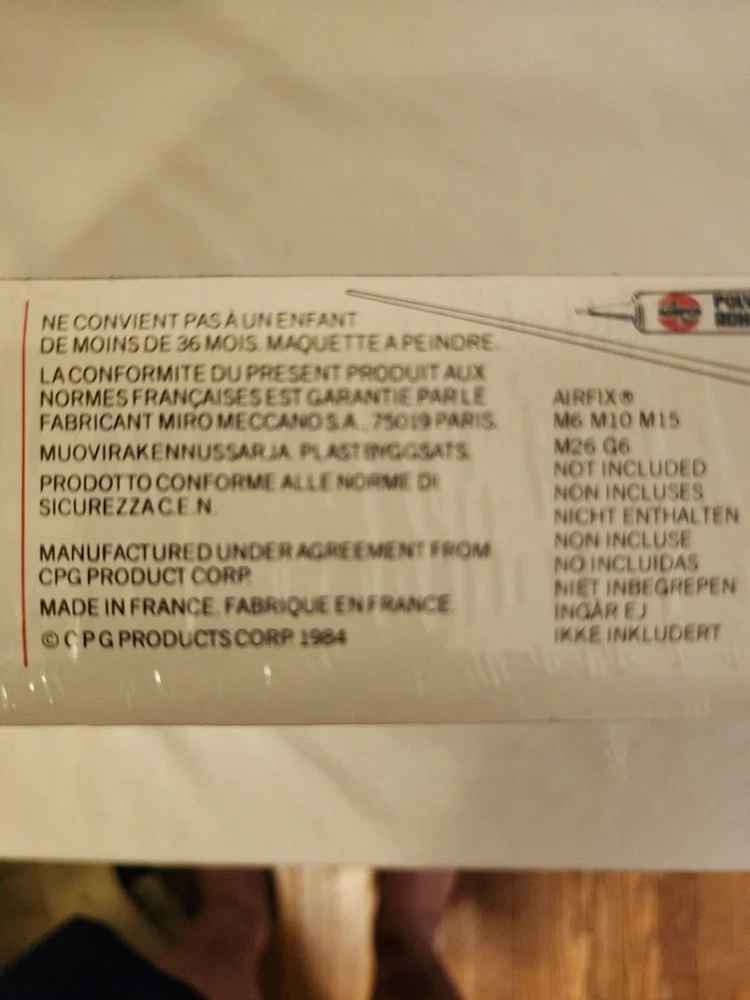 NE CONVIENT PAS À UN ENFANT
DE MOINS DE 36 MOIS. MAQUETTE A PEINDRE.
LA CONFORMITE DU PRESENT PRODUIT AUX
NORMES FRANÇAISES EST GARANTIE PAR LE
FABRICANT MIRO MECCANO S.A., 75019 PARIS.
MUOVIRAKENNUSSARJA. PLASTBYGGSATS.
PRODOTTO CONFORME ALLE NORME DI
SICUREZZA C.E.N.
MANUFACTURED UNDER AGREEMENT FROM
CPG PRODUCT CORP.
MADE IN FRANCE. FABRIQUE EN FRANCE.
© C P G PRODUCTS CORP. 1984
AIRFIX®
M6 M10 M15
M26 G6
NOT INCLUDED
NON INCLUSES
NICHT ENTHALTEN
NON INCLUSE
NO INCLUIDAS
NIET INBEGREPEN
INGÅR EJ
IKKE INKLUDERT